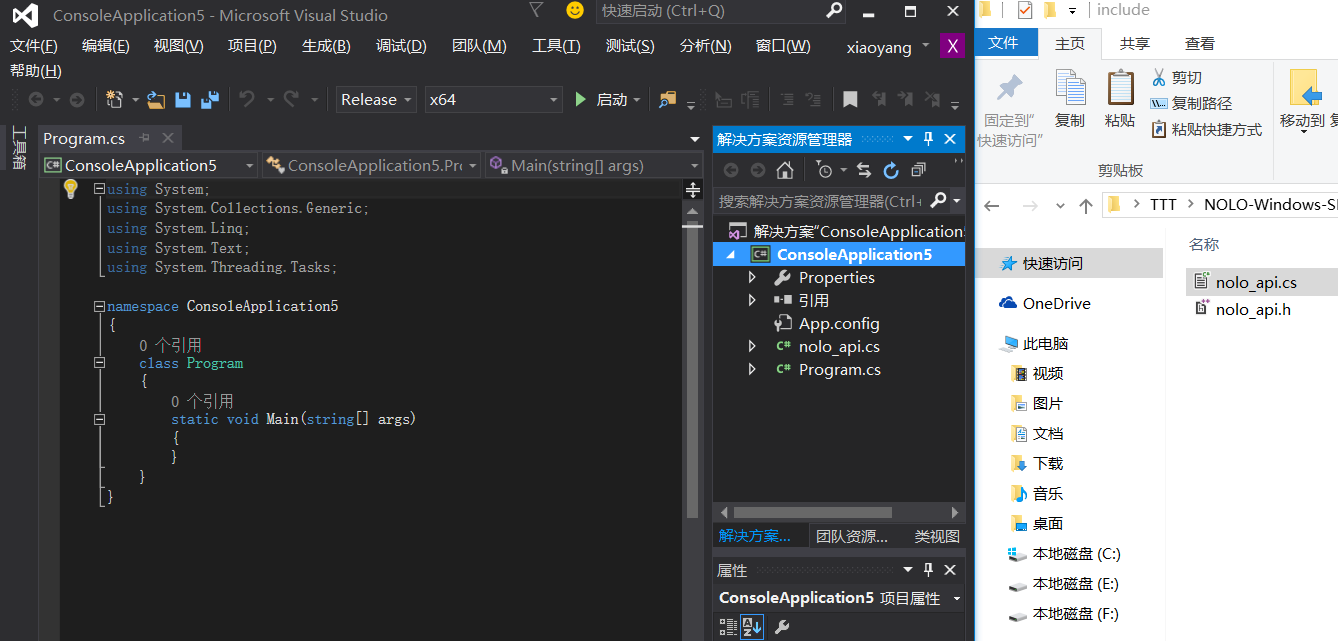 ConsoleApplication5 - Microsoft Visual Studio
快速启动 (Ctrl+Q)
文件(F) 编辑(E) 视图(V) 项目(P) 生成(B) 调试(D) 团队(M) 工具(T) 测试(S) 分析(N) 窗口(W) xiaoyang X
帮助(H)
Release x64 启动
工具箱
Program.cs
ConsoleApplication5 ConsoleApplication5.Pr Main(string[] args)
using System;
using System.Collections.Generic;
using System.Linq;
using System.Text;
using System.Threading.Tasks;
namespace ConsoleApplication5
{
0 个引用
class Program
{
0 个引用
static void Main(string[] args)
{
}
}
}
解决方案资源管理器
搜索解决方案资源管理器(Ctrl+
解决方案“ConsoleApplication5
C# ConsoleApplication5
Properties
引用
App.config
C# nolo_api.cs
C# Program.cs
解决方案... 团队资源... 类视图
属性
ConsoleApplication5 项目属性
include
文件 主页 共享 查看
固定到“
快速访问”
复制
粘贴
剪切
复制路径
粘贴快捷方式
移动到
剪贴板
TTT NOLO-Windows-S
名称
快速访问
OneDrive
此电脑
视频
图片
文档
下载
音乐
桌面
本地磁盘 (C:)
本地磁盘 (E:)
本地磁盘 (F:)
nolo_api.cs
nolo_api.h